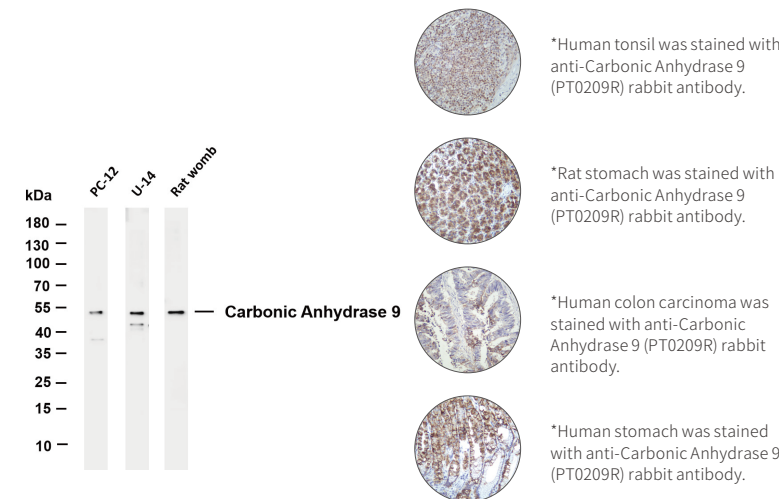 PC-12
U-14
Rat womb
kDa
180
130
100
70
55
40
35
25
15
10
Carbonic Anhydrase 9
*Human tonsil was stained with
anti-Carbonic Anhydrase 9
(PT0209R) rabbit antibody.
*Rat stomach was stained with
anti-Carbonic Anhydrase 9
(PT0209R) rabbit antibody.
*Human colon carcinoma was
stained with anti-Carbonic
Anhydrase 9 (PT0209R) rabbit
antibody.
*Human stomach was stained
with anti-Carbonic Anhydrase 9
(PT0209R) rabbit antibody.